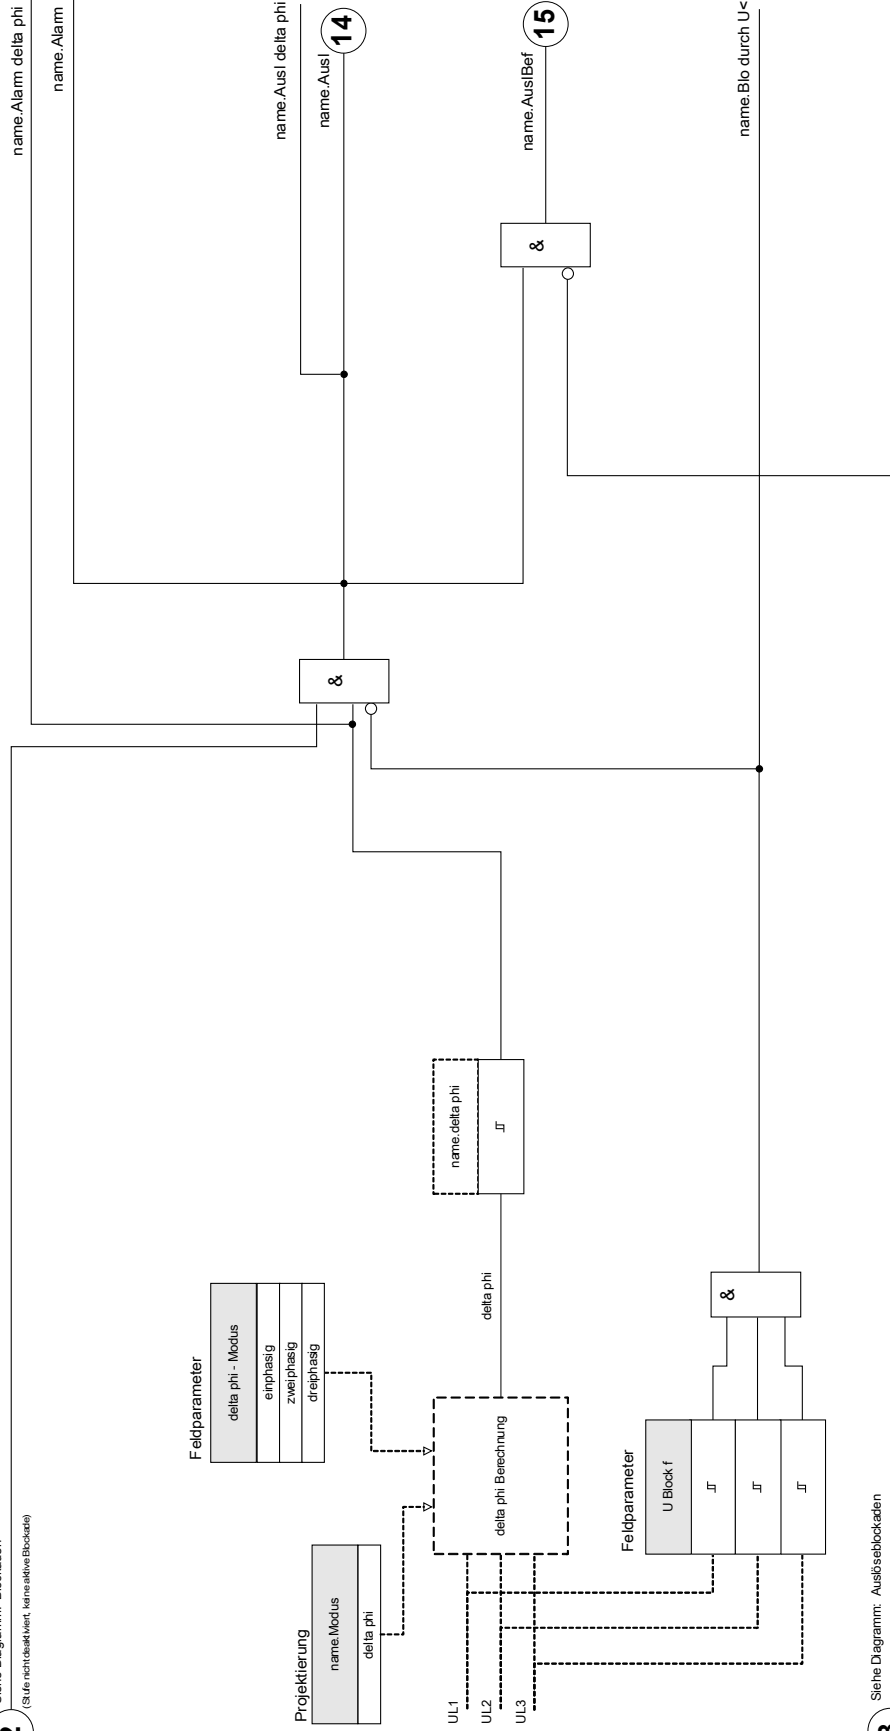 name.Alarm delta phi
name.Alarm
name.Ausl delta phi
name.Ausl
14
name.AuslBef
15
name.Blo durch U<
&
&
name.delta phi
delta phi
&
Feldparameter
delta phi - Modus
einphasig
zweiphasig
dreiphasig
Projektierung
name.Modus
delta phi
delta phi Berechnung
Feldparameter
U Block f
UL1
UL2
UL3
2
(Stufe nicht deaktiviert, keine aktive Blockade)
Siehe Diagramm: Auslöseblockaden